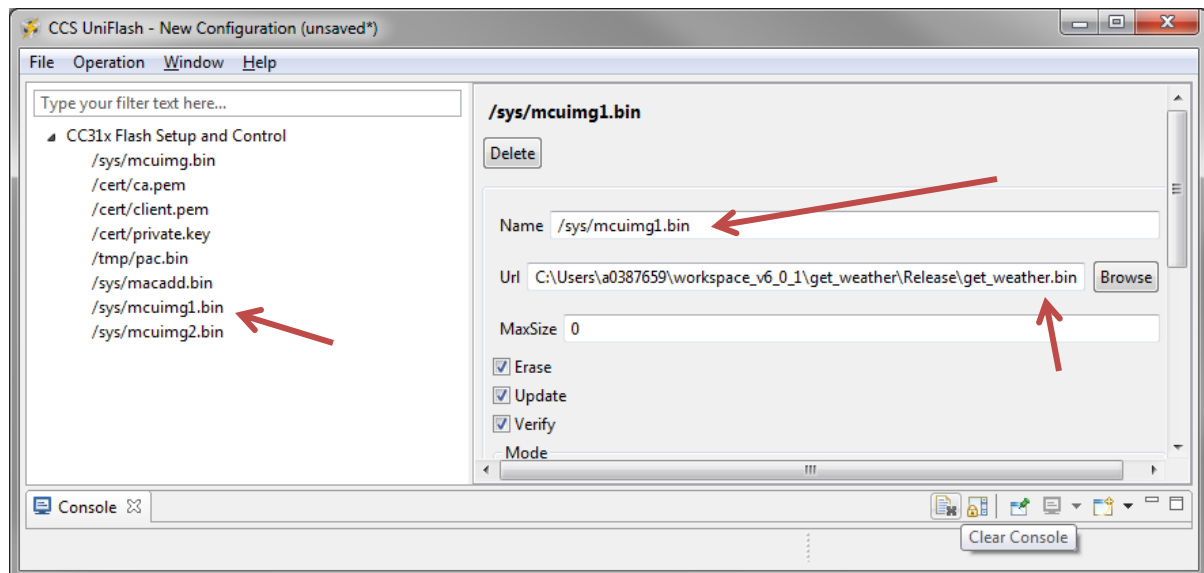 CCS UniFlash - New Configuration (unsaved*)
File Operation Window Help
Type your filter text here...
CC31x Flash Setup and Control
/sys/mcuimg.bin
/cert/ca.pem
/cert/client.pem
/cert/private.key
/tmp/pac.bin
/sys/macadd.bin
/sys/mcuimg1.bin
/sys/mcuimg2.bin
/sys/mcuimg1.bin
Delete
Name /sys/mcuimg1.bin
Url C:\Users\a0387659\workspace_v6_0_1\get_weather\Release\get_weather.bin Browse
MaxSize 0
Erase
Update
Verify
Mode
Console
Clear Console